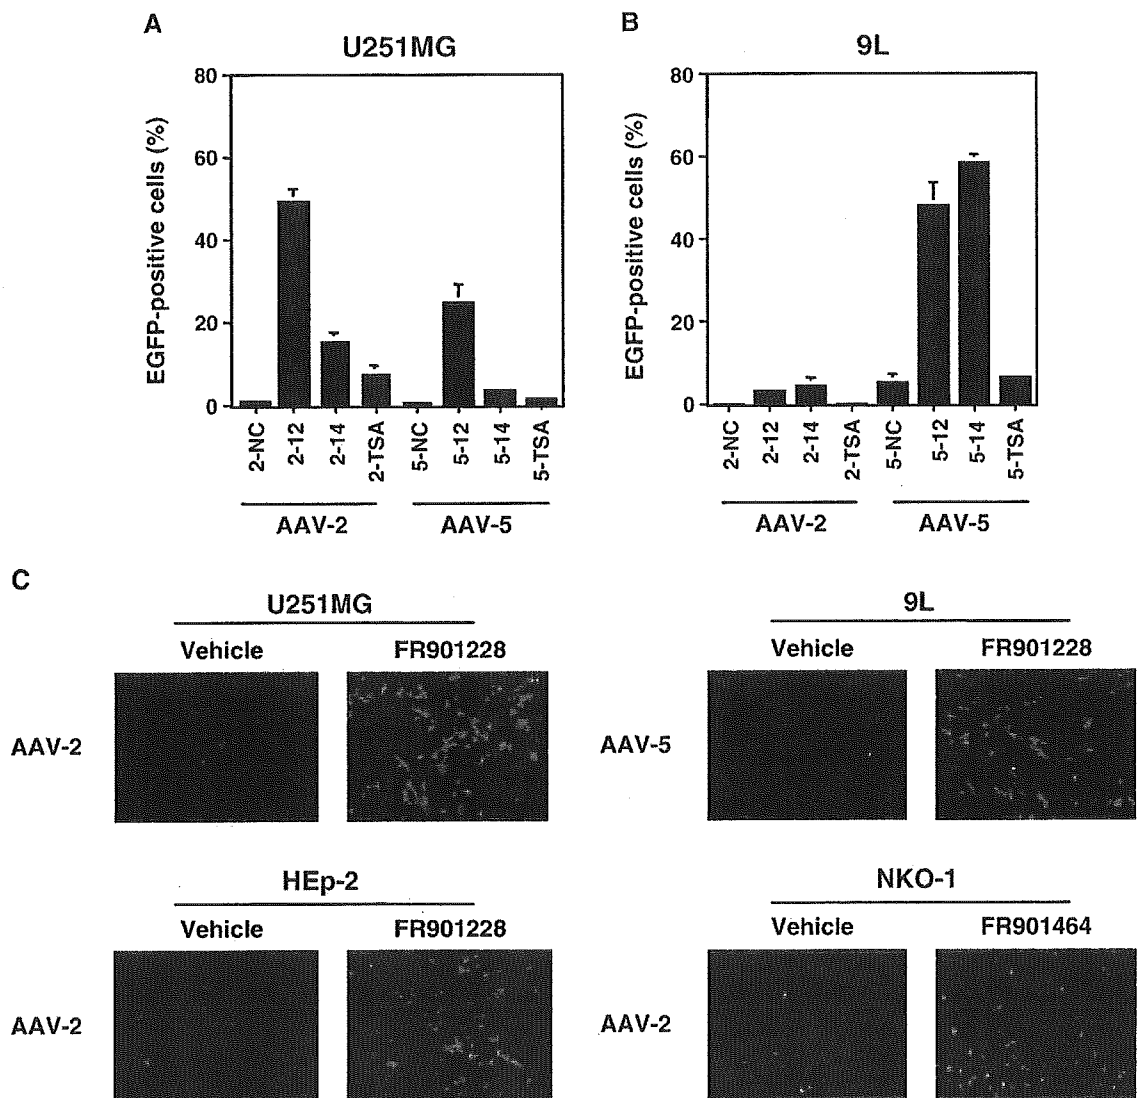 A
U251MG
EGFP-positive cells (%)
80
60
40
20
0
2-NC
2-12
2-14
2-TSA
5-NC
5-12
5-14
5-TSA
AAV-2
AAV-5
B
9L
EGFP-positive cells (%)
80
60
40
20
0
2-NC
2-12
2-14
2-TSA
5-NC
5-12
5-14
5-TSA
AAV-2
AAV-5
C
U251MG
Vehicle
FR901228
AAV-2
9L
Vehicle
FR901228
AAV-5
HEp-2
Vehicle
FR901228
AAV-2
NKO-1
Vehicle
FR901464
AAV-2